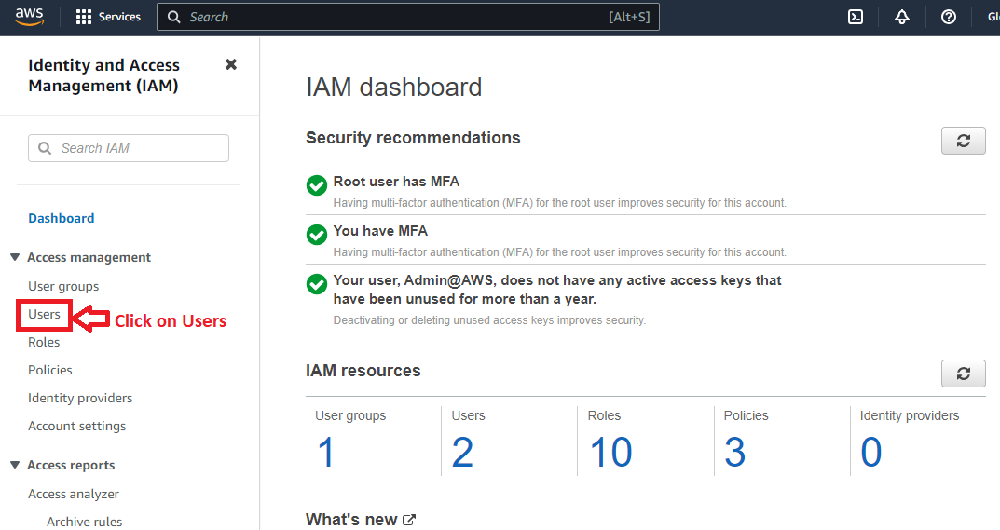 aws
Services
Search
[Alt+S]
Identity and Access
Management (IAM)
Search IAM
Dashboard
Access management
User groups
Users
Click on Users
Roles
Policies
Identity providers
Account settings
Access reports
Access analyzer
Archive rules
IAM dashboard
Security recommendations
Root user has MFA
Having multi-factor authentication (MFA) for the root user improves security for this account.
You have MFA
Having multi-factor authentication (MFA) for the root user improves security for this account.
Your user, Admin@AWS, does not have any active access keys that
have been unused for more than a year.
Deactivating or deleting unused access keys improves security.
IAM resources
User groups
1
Users
2
Roles
10
Policies
3
Identity providers
0
What's new